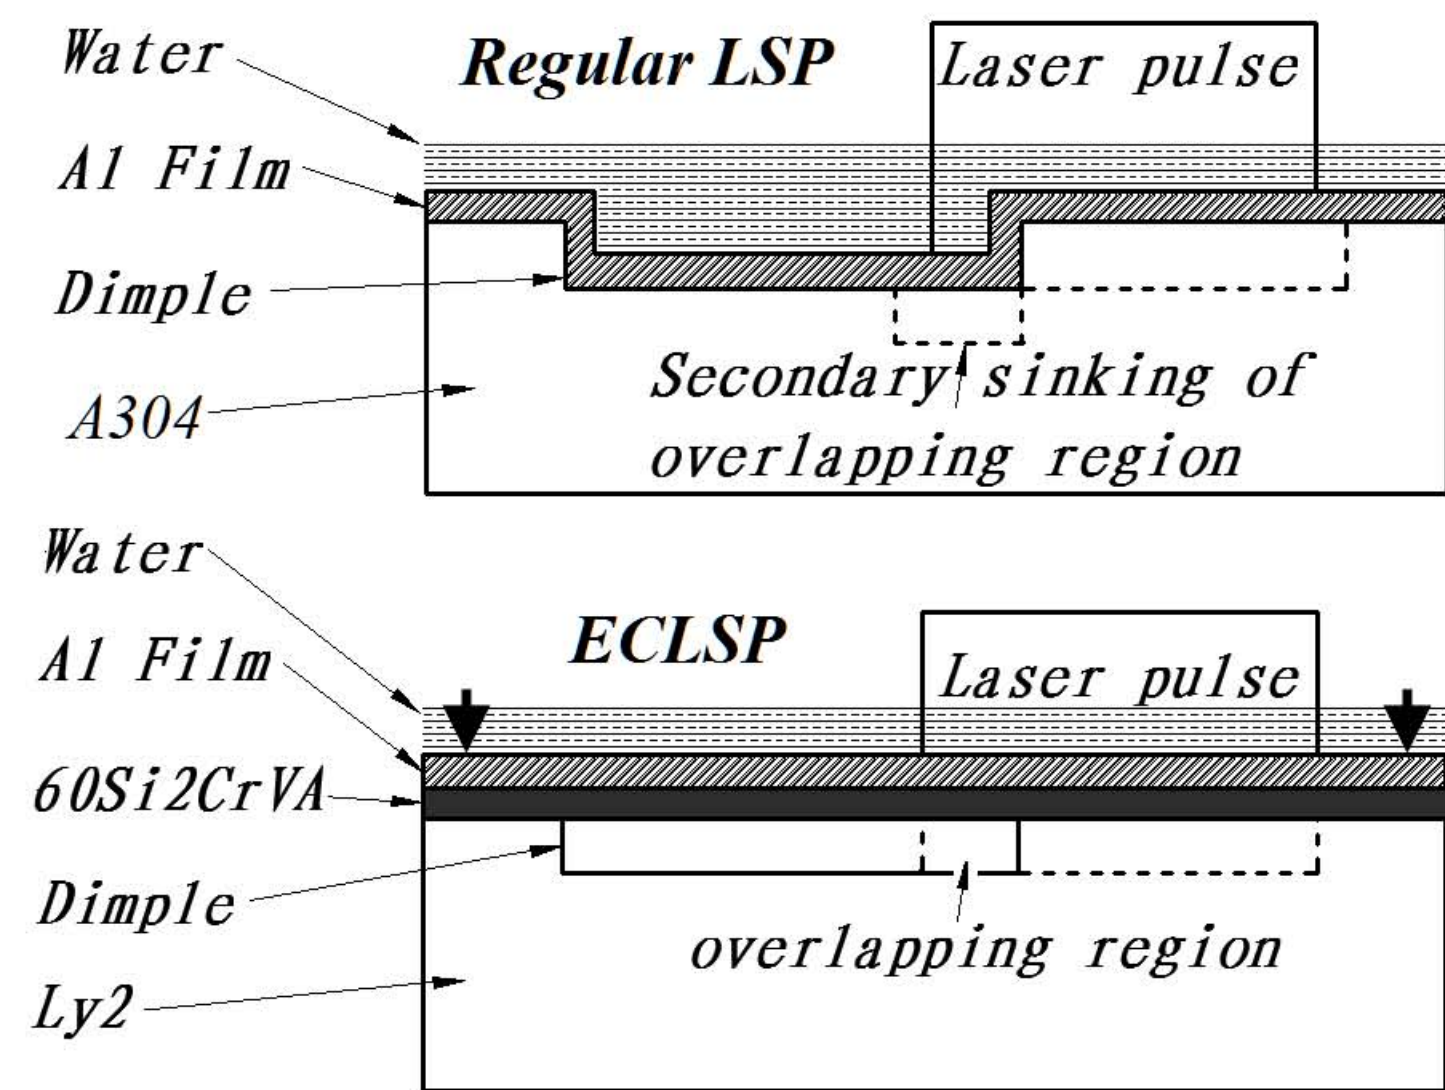 Water
Regular LSP
Laser pulse
Al Film
Dimple
A304
Secondary sinking of
overlapping region
Water
ECLSP
Al Film
Laser pulse
60Si2CrVA
Dimple
overlapping region
Ly2